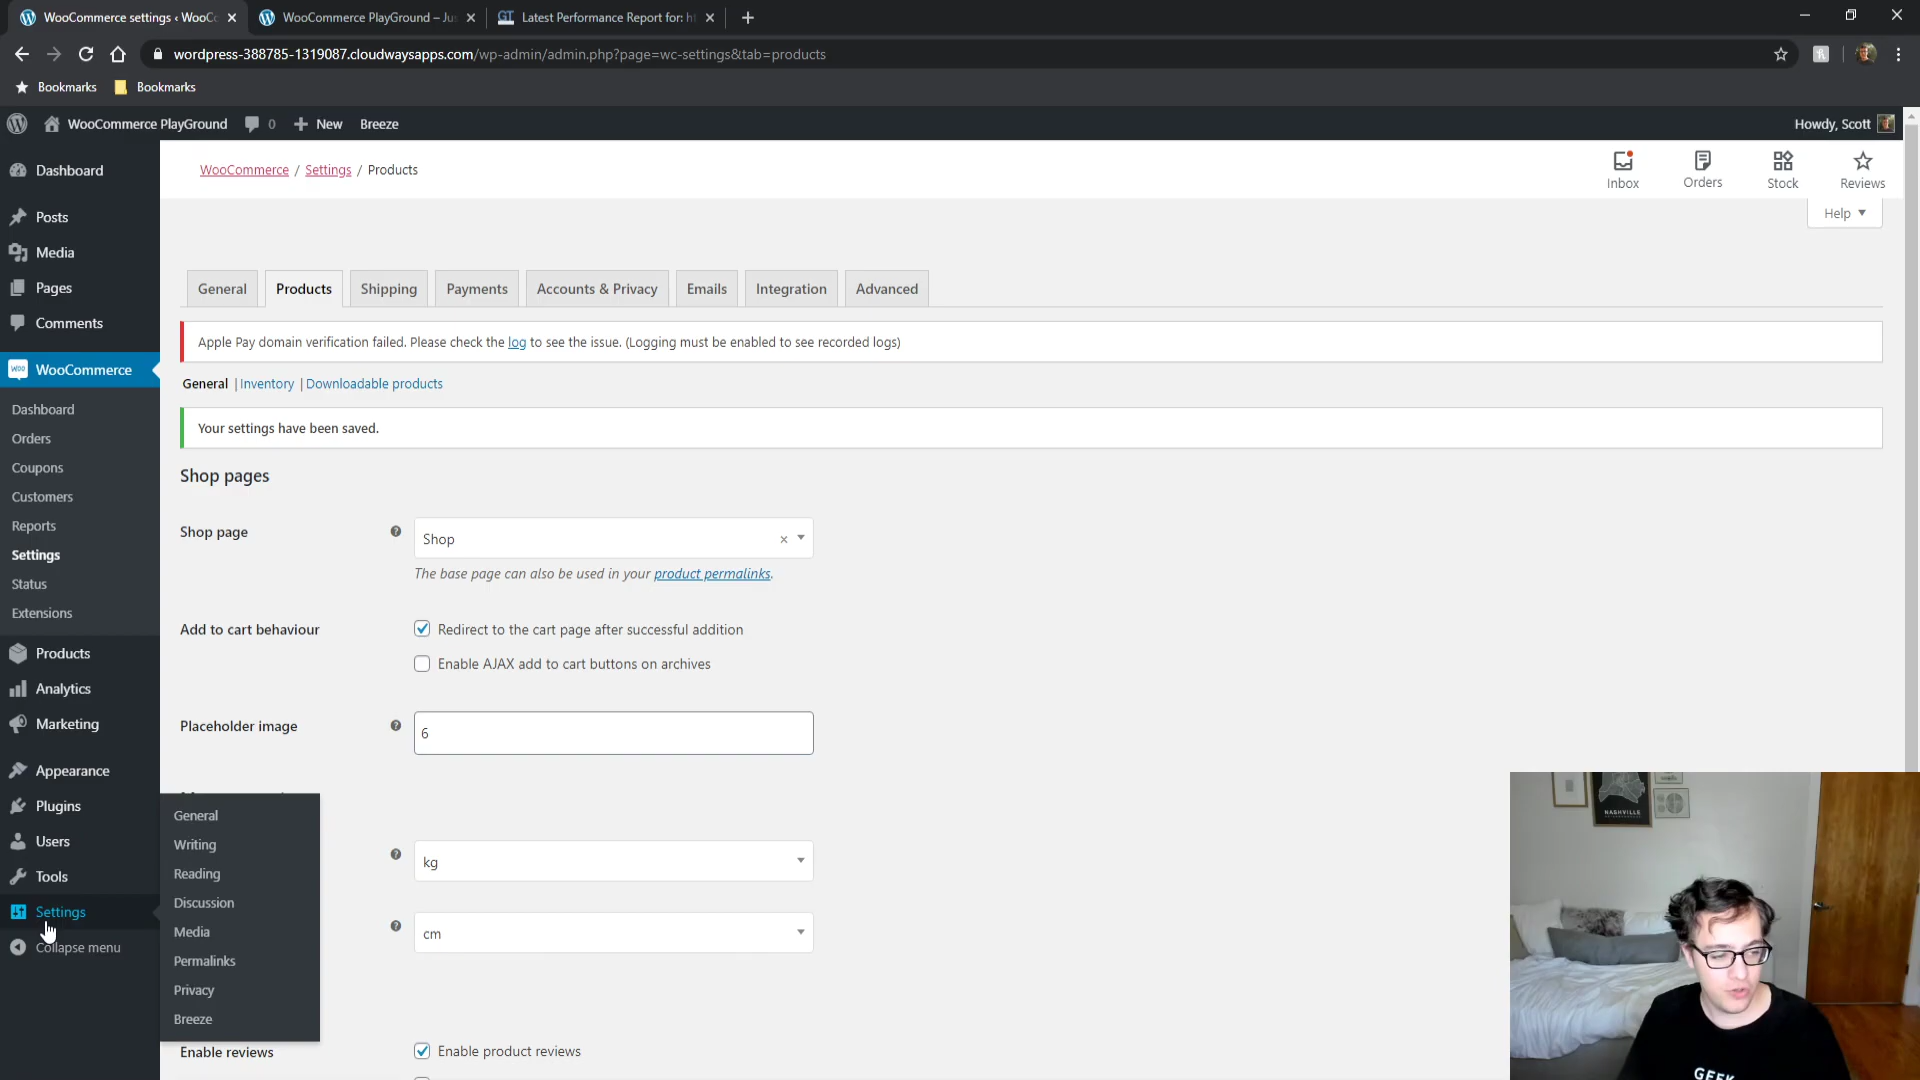 WooCommerce settings ‹ WooC
WooCommerce PlayGround – Ju
GT Latest Performance Report for: ht
wordpress-388785-1319087.cloudwaysapps.com/wp-admin/admin.php?page=wc-settings&tab=products
Bookmarks
Bookmarks
WooCommerce PlayGround
0
New
Breeze
Howdy, Scott
Dashboard
Posts
Media
Pages
Comments
WooCommerce
Dashboard
Orders
Coupons
Customers
Reports
Settings
Status
Extensions
Products
Analytics
Marketing
Appearance
Plugins
Users
Tools
Settings
Collapse menu
General
Writing
Reading
Discussion
Media
Permalinks
Privacy
Breeze
WooCommerce / Settings / Products
Inbox
Orders
Stock
Reviews
Help
General
Products
Shipping
Payments
Accounts & Privacy
Emails
Integration
Advanced
Apple Pay domain verification failed. Please check the log to see the issue. (Logging must be enabled to see recorded logs)
General | Inventory | Downloadable products
Your settings have been saved.
Shop pages
Shop page
Shop
The base page can also be used in your product permalinks.
Add to cart behaviour
Redirect to the cart page after successful addition
Enable AJAX add to cart buttons on archives
Placeholder image
6
kg
cm
Enable reviews
Enable product reviews
NASHVILLE
GEEK